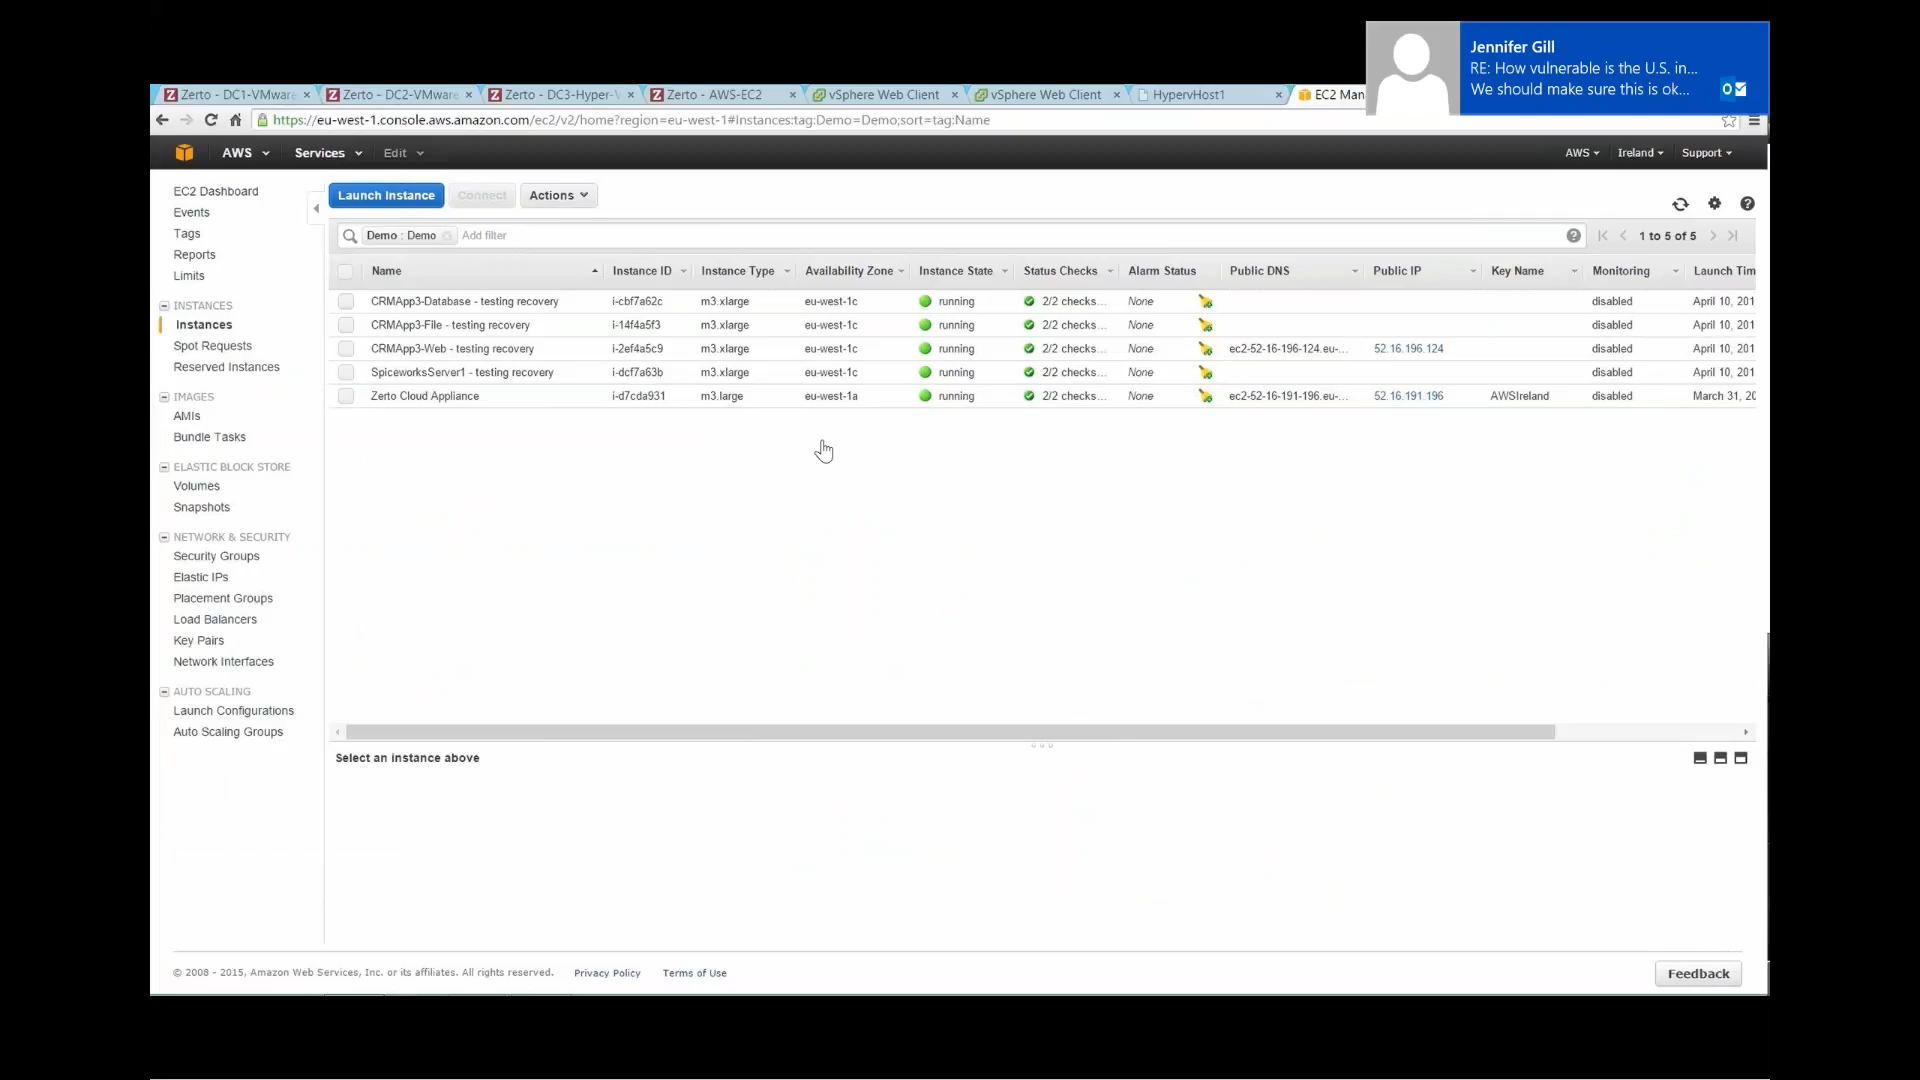 Jennifer Gill
RE: How vulnerable is the U.S. in...
We should make sure this is ok...
Zerto - DC1-VMware
Zerto - DC2-VMware
Zerto - DC3-Hyper-V
Zerto - AWS-EC2
vSphere Web Client
vSphere Web Client
HypervHost1
EC2 Man
https://eu-west-1.console.aws.amazon.com/ec2/v2/home?region=eu-west-1#Instances:tag:Demo=Demo;sort=tag:Name
AWS Services Edit AWS Ireland Support
EC2 Dashboard
Events
Tags
Reports
Limits
INSTANCES
Instances
Spot Requests
Reserved Instances
IMAGES
AMIs
Bundle Tasks
ELASTIC BLOCK STORE
Volumes
Snapshots
NETWORK & SECURITY
Security Groups
Elastic IPs
Placement Groups
Load Balancers
Key Pairs
Network Interfaces
AUTO SCALING
Launch Configurations
Auto Scaling Groups
Launch Instance Connect Actions
Demo : Demo Add filter 1 to 5 of 5
Name Instance ID Instance Type Availability Zone Instance State Status Checks Alarm Status Public DNS Public IP Key Name Monitoring Launch Tim
CRMApp3-Database - testing recovery i-cbf7a62c m3.xlarge eu-west-1c running 2/2 checks... None disabled April 10, 201
CRMApp3-File - testing recovery i-14f4a5f3 m3.xlarge eu-west-1c running 2/2 checks... None disabled April 10, 201
CRMApp3-Web - testing recovery i-2ef4a5c9 m3.xlarge eu-west-1c running 2/2 checks... None ec2-52-16-196-124.eu-... 52.16.196.124 disabled April 10, 201
SpiceworksServer1 - testing recovery i-dcf7a63b m3.xlarge eu-west-1c running 2/2 checks... None disabled April 10, 201
Zerto Cloud Appliance i-d7cda931 m3.large eu-west-1a running 2/2 checks... None ec2-52-16-191-196.eu-... 52.16.191.196 AWSIreland disabled March 31, 20
Select an instance above
© 2008 - 2015, Amazon Web Services, Inc. or its affiliates. All rights reserved. Privacy Policy Terms of Use
Feedback